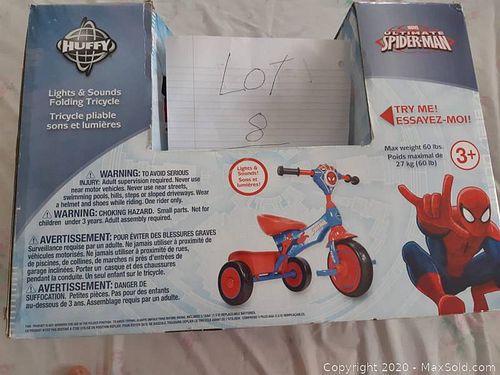 HUFFY
Lights & Sounds
Folding Tricycle
Tricycle pliable
sons et lumières
LOT
8
MARVEL
ULTIMATE
SPIDER-MAN
TRY ME!
ESSAYEZ-MOI!
Max weight 60 lbs.
Poids maximal de
27 kg (60 lb)
3+
Lights &
Sounds!
Sons et
lumières!
WARNING: TO AVOID SERIOUS
INJURY: Adult supervision required. Never use
near motor vehicles. Never use near streets,
swimming pools, hills, steps or sloped driveways. Wear
a helmet and shoes while riding. One rider only.
WARNING: CHOKING HAZARD. Small parts. Not for
children under 3 years. Adult assembly required.
AVERTISSEMENT: POUR ÉVITER DES BLESSURES GRAVES
Surveillance requise par un adulte. Ne jamais utiliser à proximité de
véhicules motorisés. Ne jamais utiliser à proximité de rues,
de piscines, de collines, de marches ni près d'entrées de
garage inclinées. Porter un casque et des chaussures
pendant la conduite. Un seul enfant sur le tricycle.
AVERTISSEMENT: DANGER DE
SUFFOCATION. Petites pièces. Pas pour des enfants
au-dessous de 3 ans. Assemblage requis par un adulte.
Copyright © 2020 - MaxSold.com